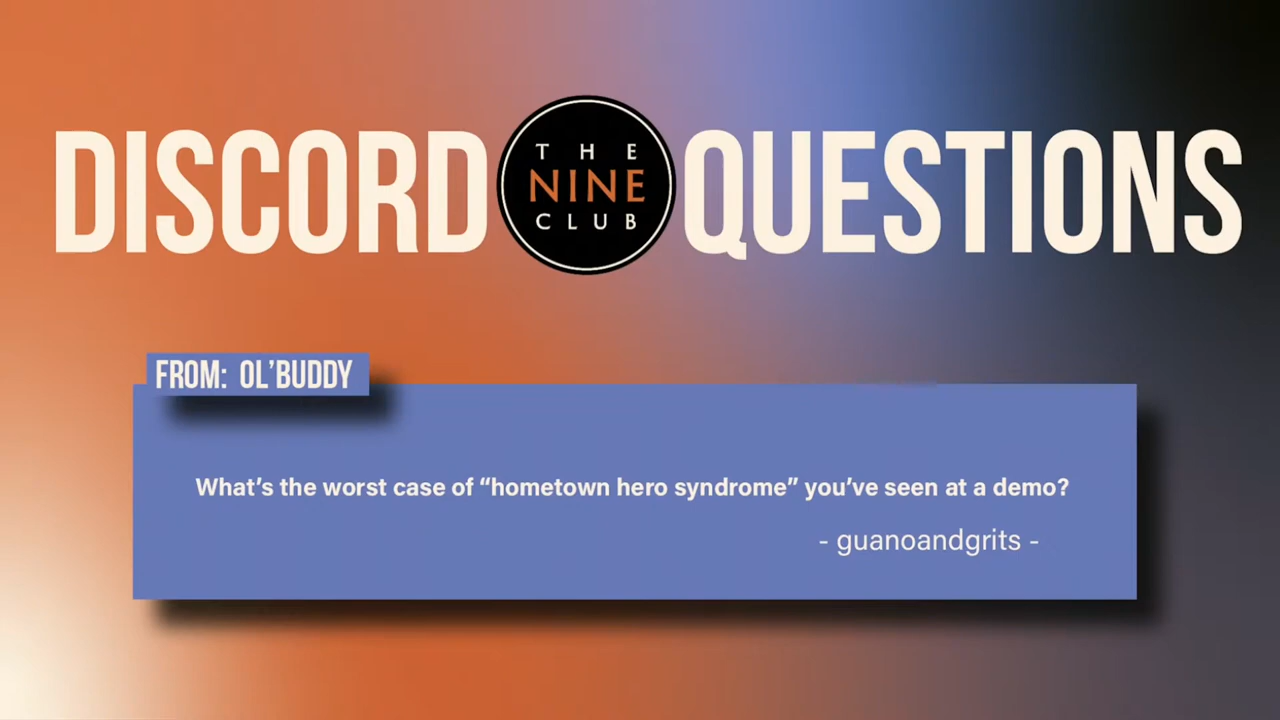 DISCORD THE NINE CLUB QUESTIONS
FROM: OL'BUDDY
What's the worst case of “hometown hero syndrome” you've seen at a demo?
- guanoandgrits -